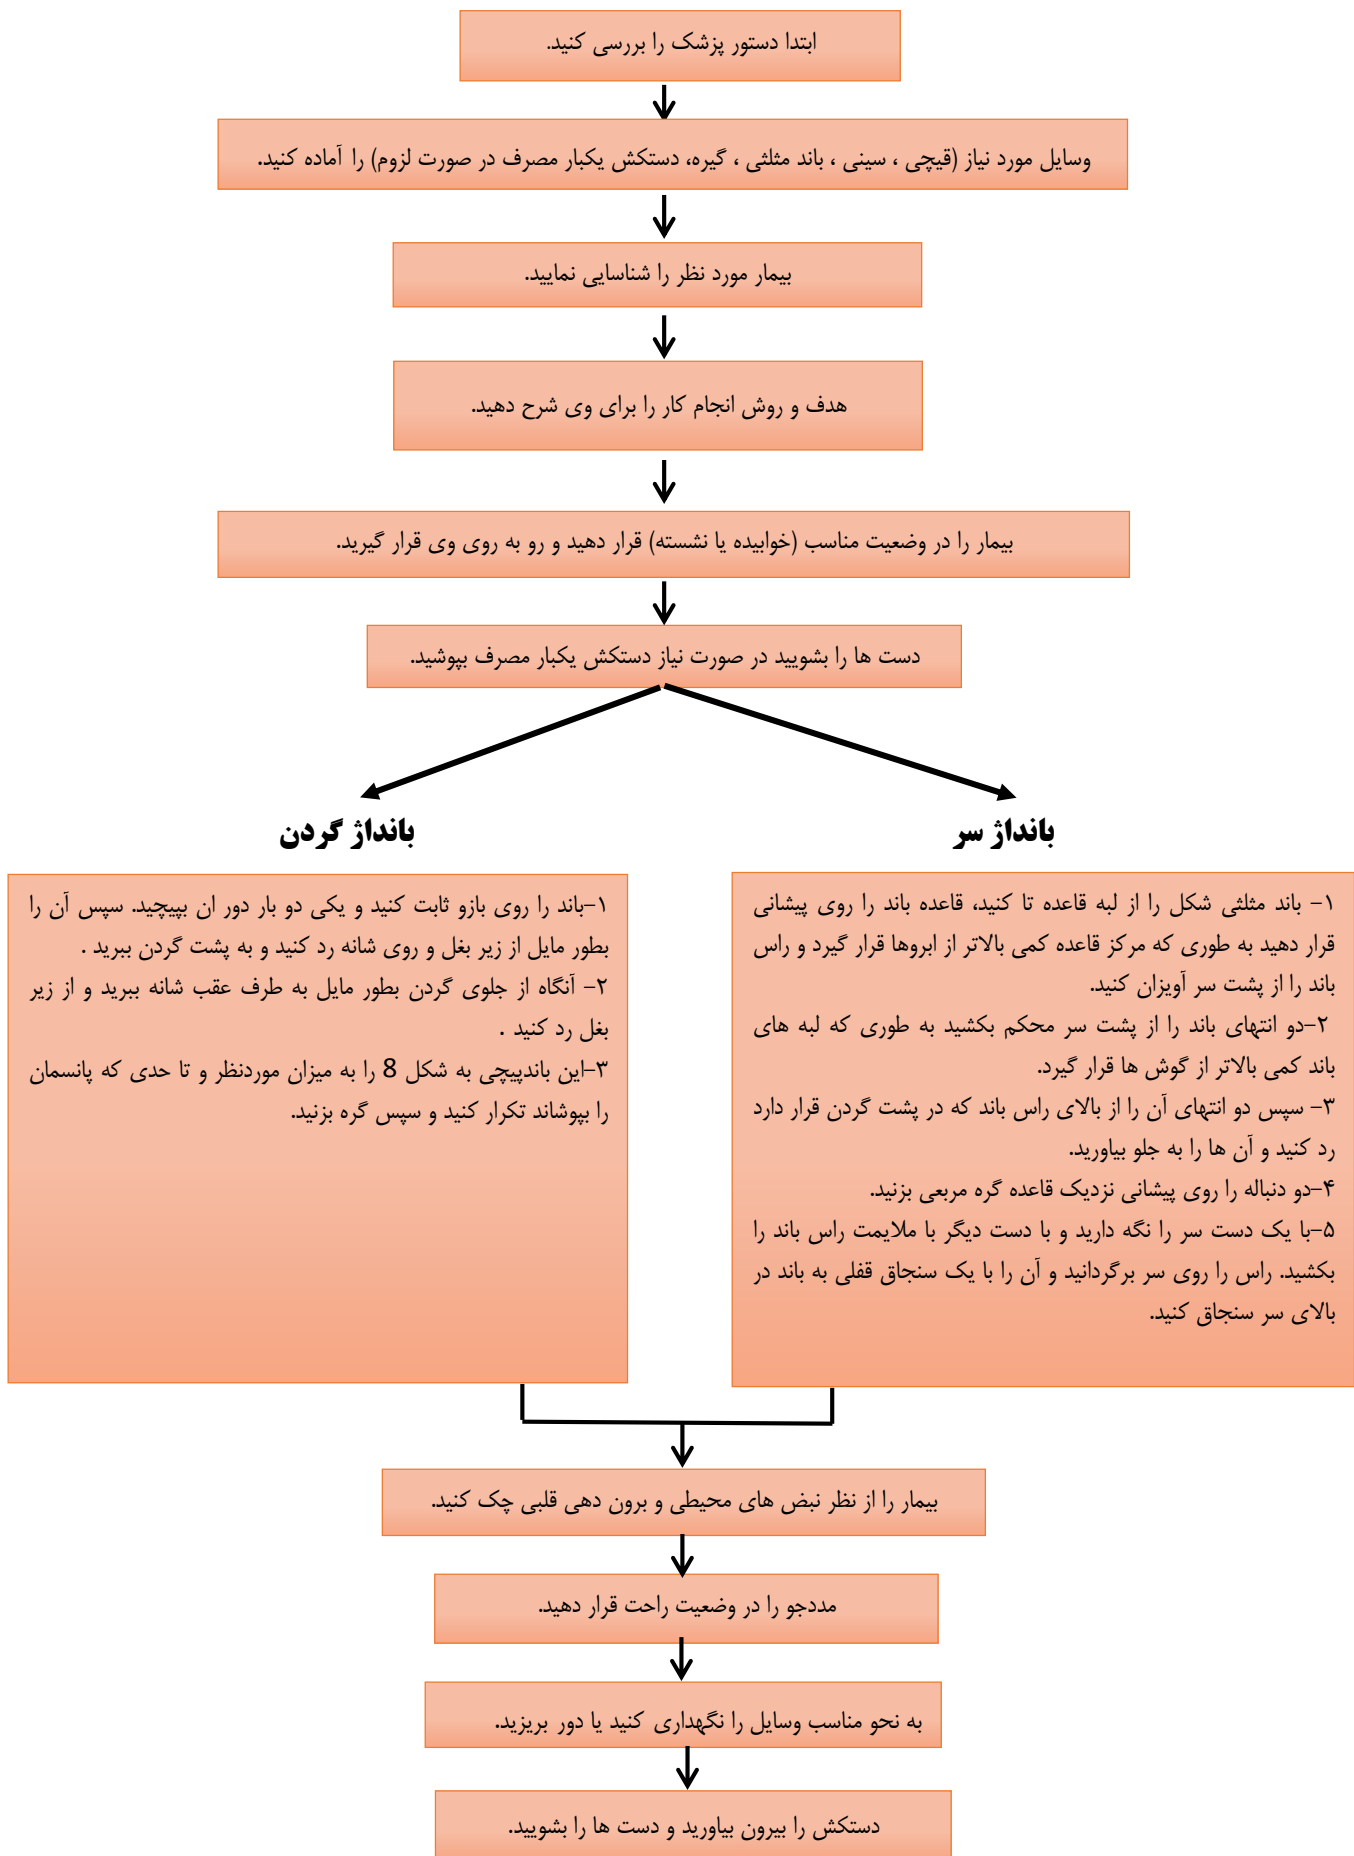 ابتدا دستور پزشک را بررسی کنید.
وسایل مورد نیاز (قیچی ، سینی ، باند مثلثی ، گیره، دستکش یکبار مصرف در صورت لزوم) را آماده کنید.
بیمار مورد نظر را شناسایی نمایید.
هدف و روش انجام کار را برای وی شرح دهید.
بیمار را در وضعیت مناسب (خوابیده یا نشسته) قرار دهید و رو به روی وی قرار گیرید.
دست ها را بشویید در صورت نیاز دستکش یکبار مصرف بپوشید.
بانداژ سر
۱- باند مثلثی شکل را از لبه قاعده تا کنید، قاعده باند را روی پیشانی
قرار دهید به طوری که مرکز قاعده کمی بالاتر از ابروها قرار گیرد و راس
باند را از پشت سر آویزان کنید.
۲-دو انتهای باند را از پشت سر محکم بکشید به طوری که لبه های
باند کمی بالاتر از گوش ها قرار گیرد.
۳- سپس دو انتهای آن را از بالای راس باند که در پشت گردن قرار دارد
رد کنید و آن ها را به جلو بیاورید.
۴-دو دنباله را روی پیشانی نزدیک قاعده گره مربعی بزنید.
۵-با یک دست سر را نگه دارید و با دست دیگر با ملایمت راس باند را
بکشید. راس را روی سر برگردانید و آن را با یک سنجاق قفلی به باند در
بالای سر سنجاق کنید.
بانداژ گردن
۱-باند را روی بازو ثابت کنید و یکی دو بار دور ان بپیچید. سپس آن را
بطور مایل از زیر بغل و روی شانه رد کنید و به پشت گردن ببرید .
۲- آنگاه از جلوی گردن بطور مایل به طرف عقب شانه ببرید و از زیر
بغل رد کنید .
۳-این باندپیچی به شکل 8 را به میزان موردنظر و تا حدی که پانسمان
را بپوشاند تکرار کنید و سپس گره بزنید.
بیمار را از نظر نبض های محیطی و برون دهی قلبی چک کنید.
مددجو را در وضعیت راحت قرار دهید.
به نحو مناسب وسایل را نگهداری کنید یا دور بریزید.
دستکش را بیرون بیاورید و دست ها را بشویید.